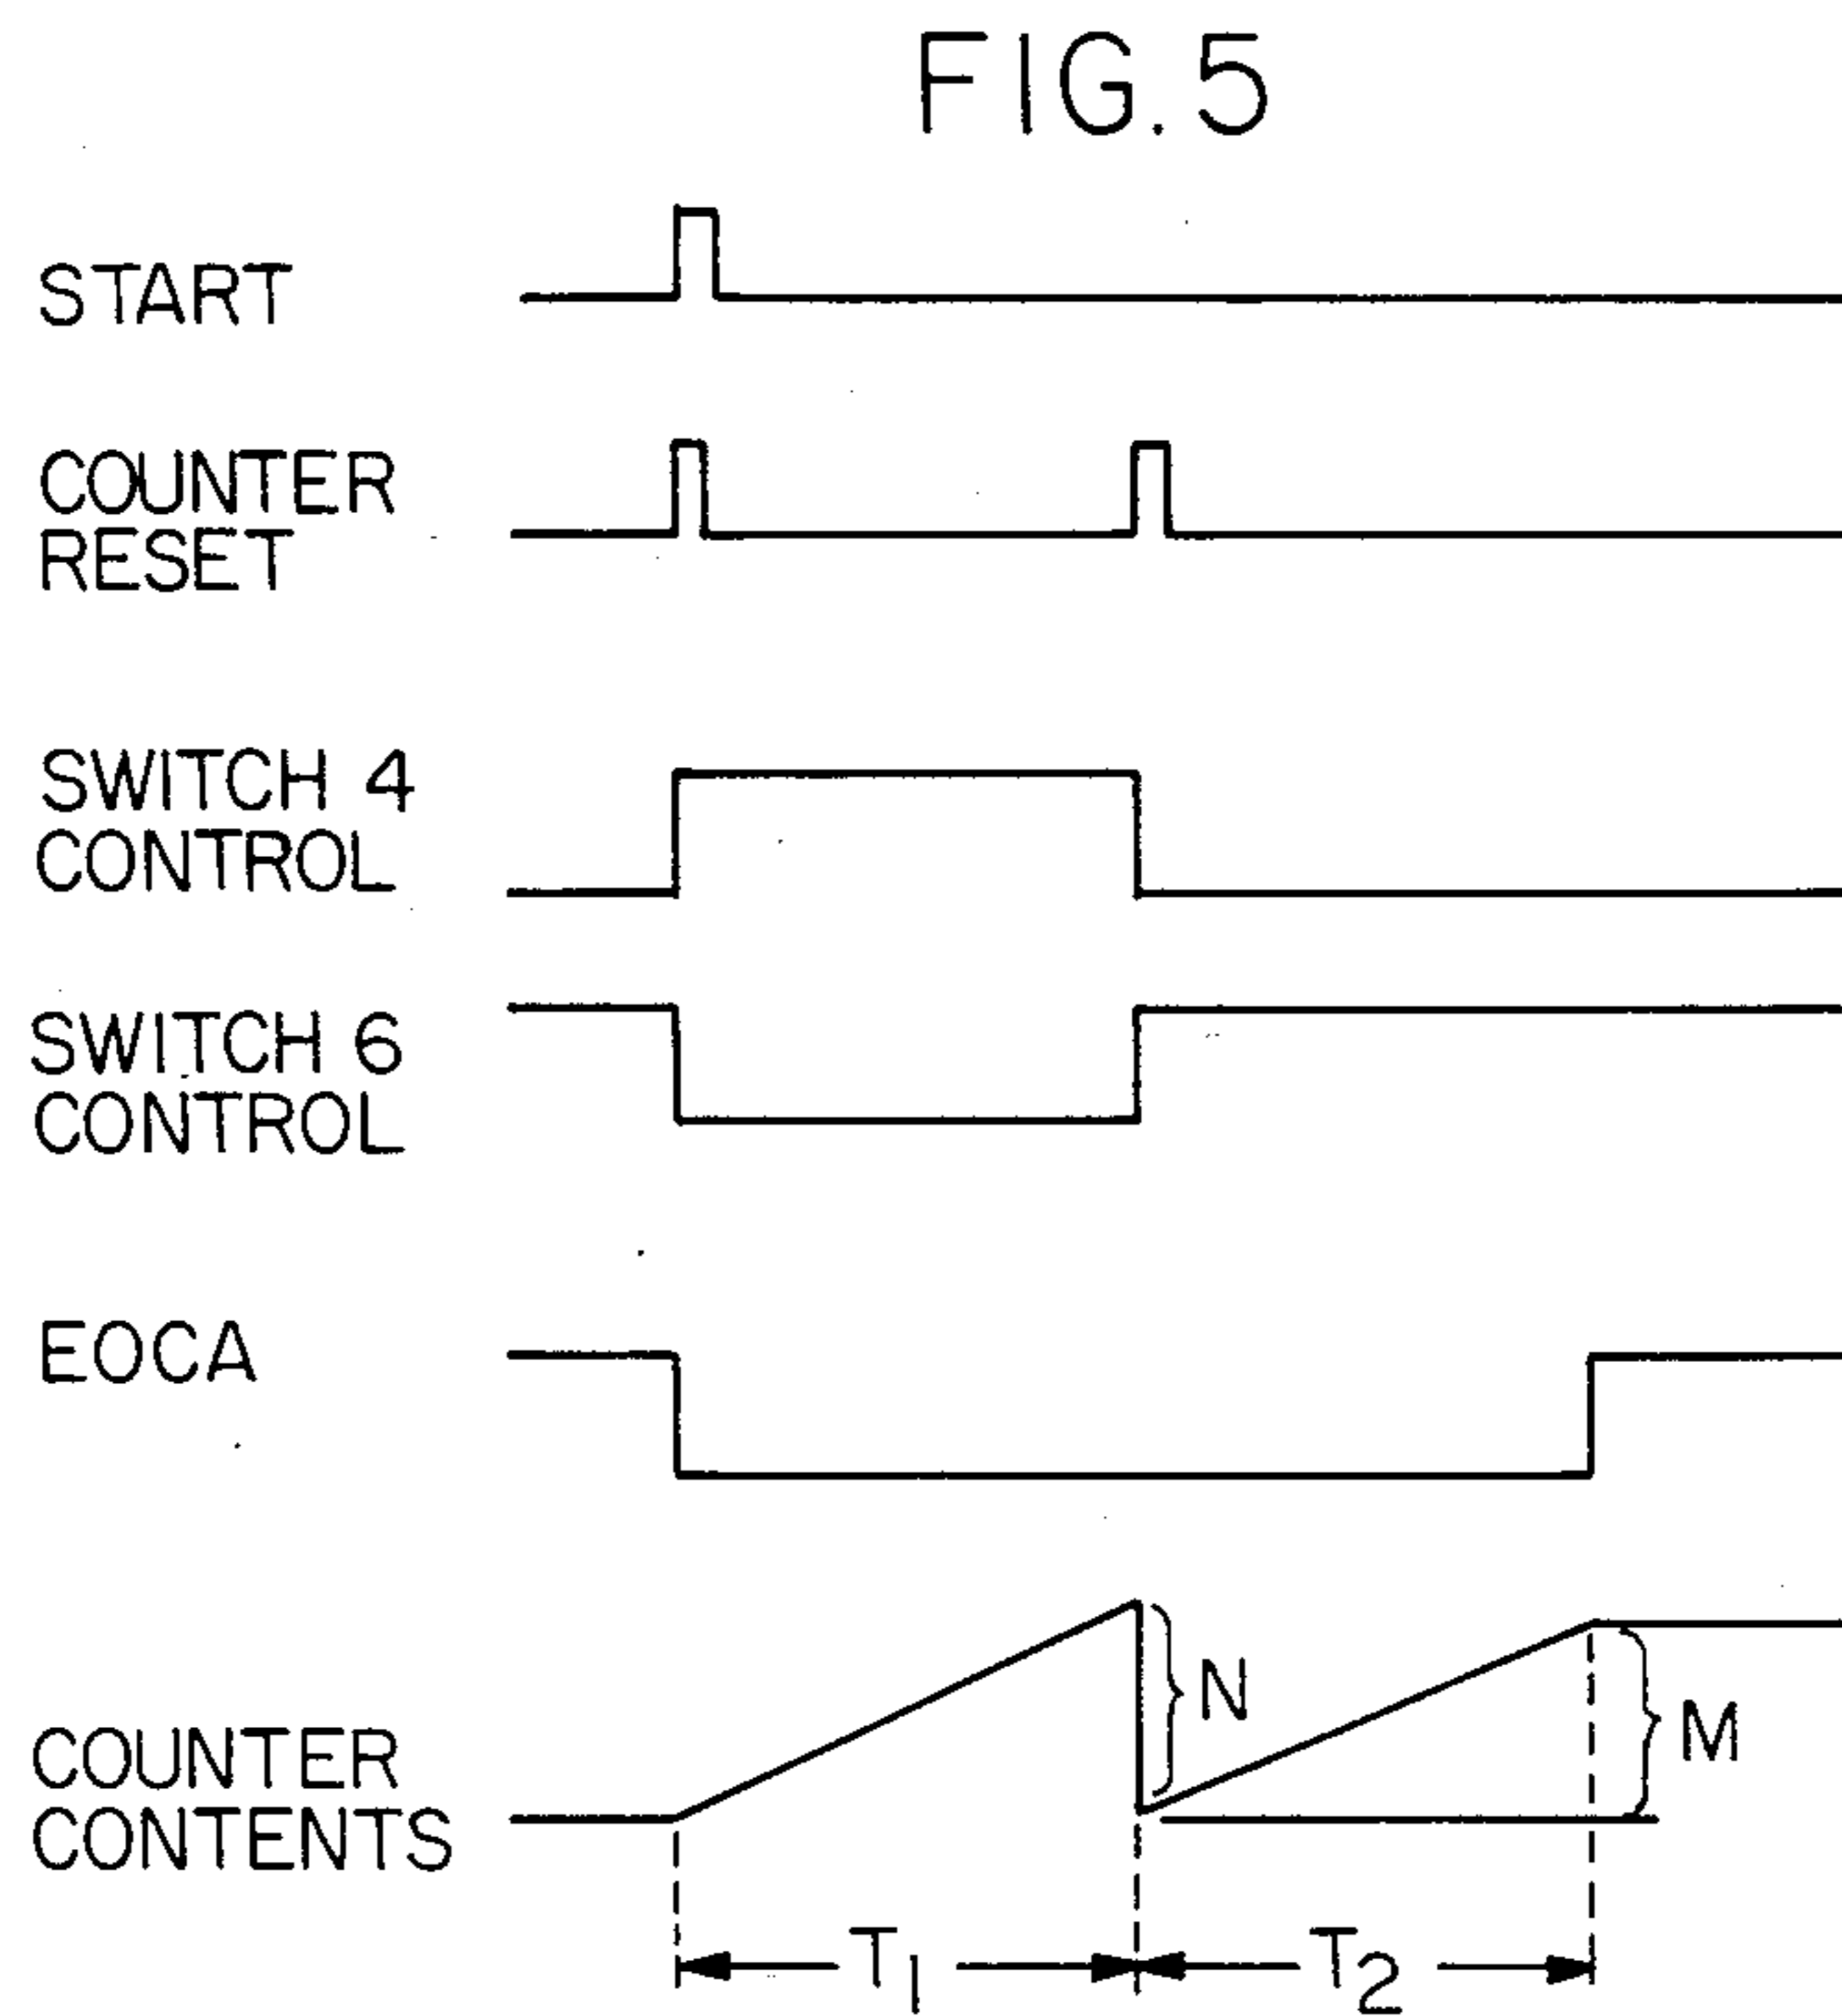 FIG. 5
START
COUNTER
RESET
SWITCH 4
CONTROL
SWITCH 6
CONTROL
EOCA
N
M
COUNTER
CONTENTS
T1
T2